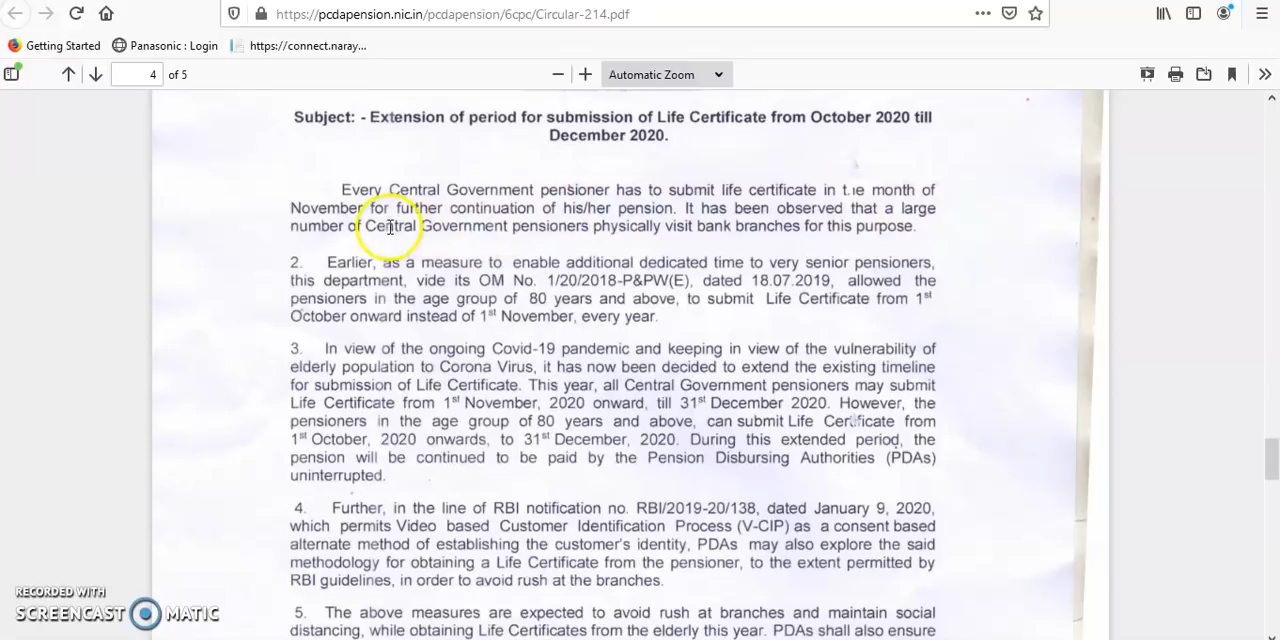 https://pcdapension.nic.in/pcdapension/6cpc/Circular-214.pdf
Getting Started
Panasonic : Login
https://connect.naray...
4 of 5
Automatic Zoom
Subject: - Extension of period for submission of Life Certificate from October 2020 till
December 2020.
Every Central Government pensioner has to submit life certificate in the month of
November for further continuation of his/her pension. It has been observed that a large
number of Central Government pensioners physically visit bank branches for this purpose.
2. Earlier, as a measure to enable additional dedicated time to very senior pensioners,
this department, vide its OM No. 1/20/2018-P&PW(E), dated 18.07.2019, allowed the
pensioners in the age group of 80 years and above, to submit Life Certificate from 1st
October onward instead of 1st November, every year.
3. In view of the ongoing Covid-19 pandemic and keeping in view of the vulnerability of
elderly population to Corona Virus, it has now been decided to extend the existing timeline
for submission of Life Certificate. This year, all Central Government pensioners may submit
Life Certificate from 1st November, 2020 onward, till 31st December 2020. However, the
pensioners in the age group of 80 years and above, can submit Life Certificate from
1st October, 2020 onwards, to 31st December, 2020. During this extended period, the
pension will be continued to be paid by the Pension Disbursing Authorities (PDAs)
uninterrupted.
4. Further, in the line of RBI notification no. RBI/2019-20/138, dated January 9, 2020,
which permits Video based Customer Identification Process (V-CIP) as a consent based
alternate method of establishing the customer's identity, PDAs may also explore the said
methodology for obtaining a Life Certificate from the pensioner, to the extent permitted by
RBI guidelines, in order to avoid rush at the branches.
5. The above measures are expected to avoid rush at branches and maintain social
distancing, while obtaining Life Certificates from the elderly this year. PDAs shall also ensure
RECORDED WITH
SCREENCAST MATIC